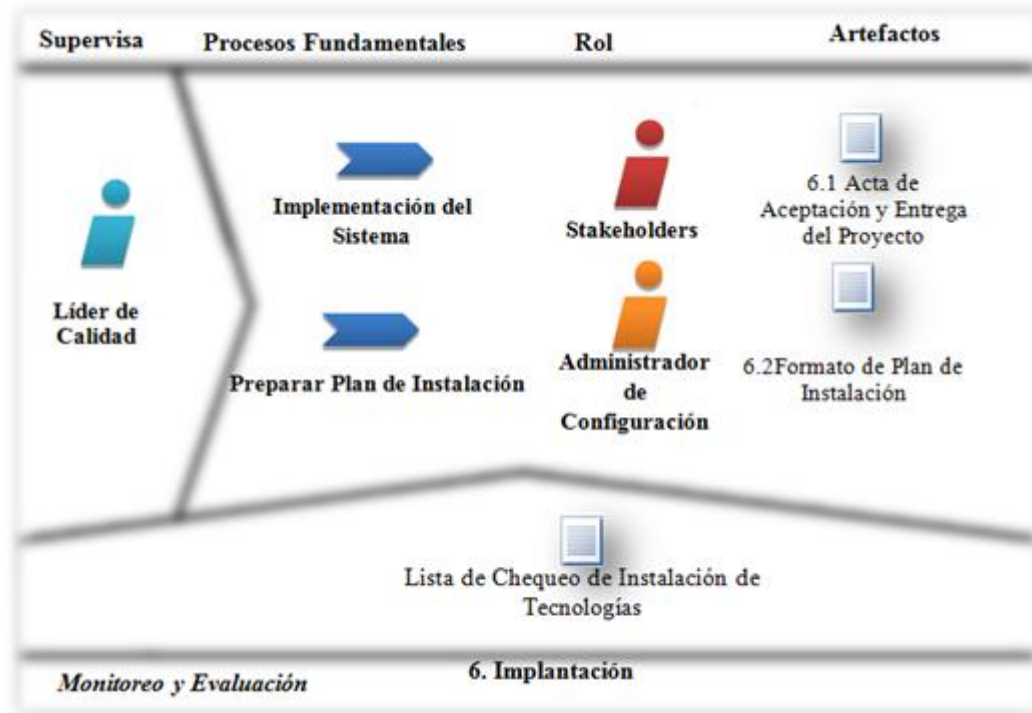 Supervisa
Procesos Fundamentales
Rol
Artefactos
Líder de
Calidad
Implementación del
Sistema
Stakeholders
6.1 Acta de
Aceptación y Entrega
del Proyecto
Preparar Plan de Instalación
Administrador
de
Configuración
6.2Formato de Plan de
Instalación
Lista de Chequeo de Instalación de
Tecnologías
6. Implantación
Monitoreo y Evaluación